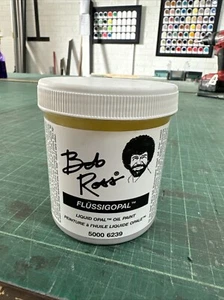 Bob
Ross
FLÜSSIGOPAL™
LIQUID OPAL™ OIL PAINT
PEINTURE À L'HUILE LIQUIDE OPALE™
5000 6239